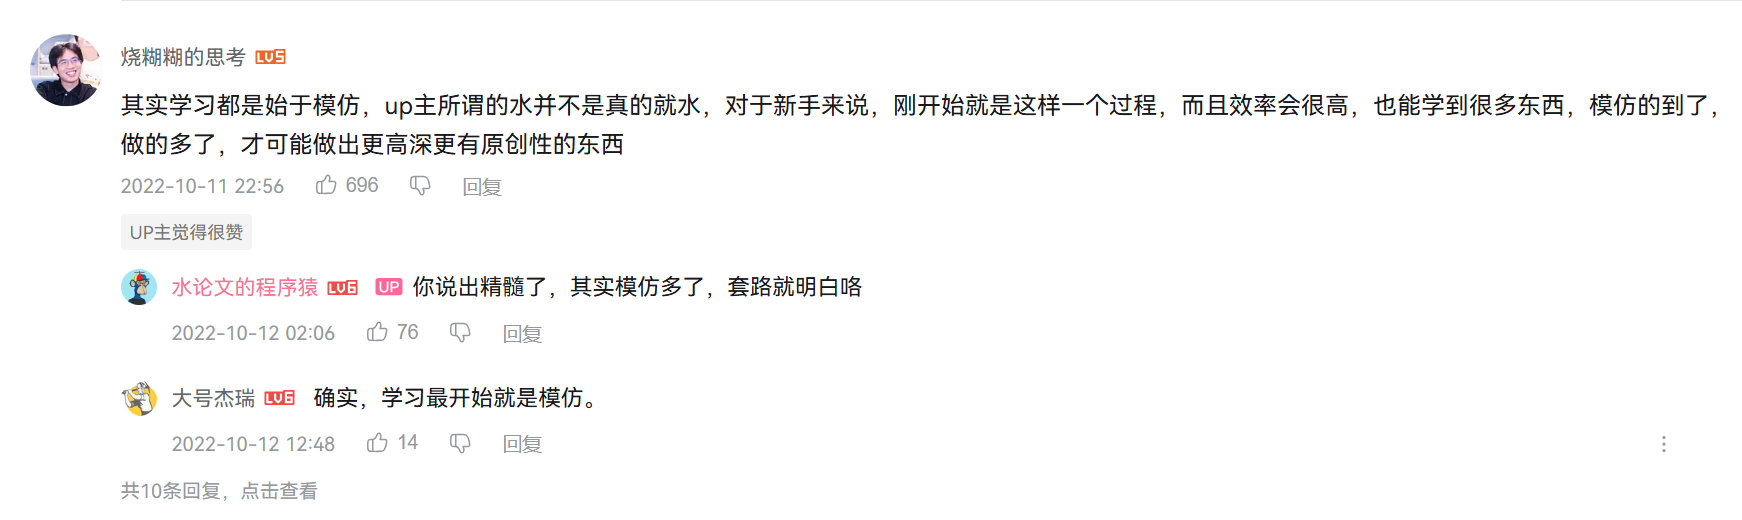 烧糊糊的思考 LV5
其实学习都是始于模仿，up主所谓的水并不是真的就水，对于新手来说，刚开始就是这样一个过程，而且效率会很高，也能学到很多东西，模仿的到了，
做的多了，才可能做出更高深更有原创性的东西
2022-10-11 22:56 696 回复
UP主觉得很赞
水论文的程序猿 LV6 UP 你说出精髓了，其实模仿多了，套路就明白咯
2022-10-12 02:06 76 回复
大号杰瑞 LV6 确实，学习最开始就是模仿。
2022-10-12 12:48 14 回复
共10条回复，点击查看